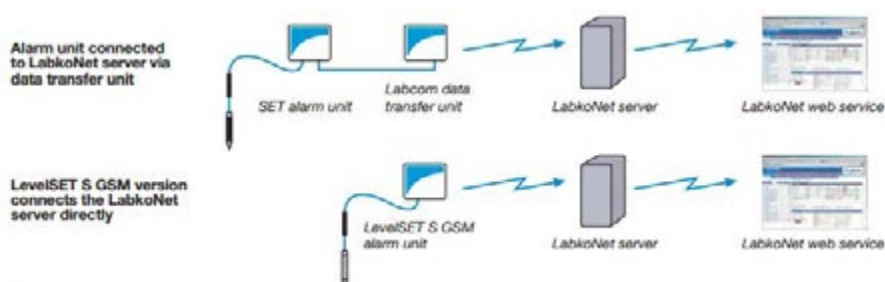 Alarm unit connected
to LabkoNet server via
data transfer unit
SET alarm unit
Labcom data
transfer unit
LabkoNet server
LabkoNet web service
LevelSET S GSM version
connects the LabkoNet
server directly
LevelSET S GSM
alarm unit
LabkoNet server
LabkoNet web service